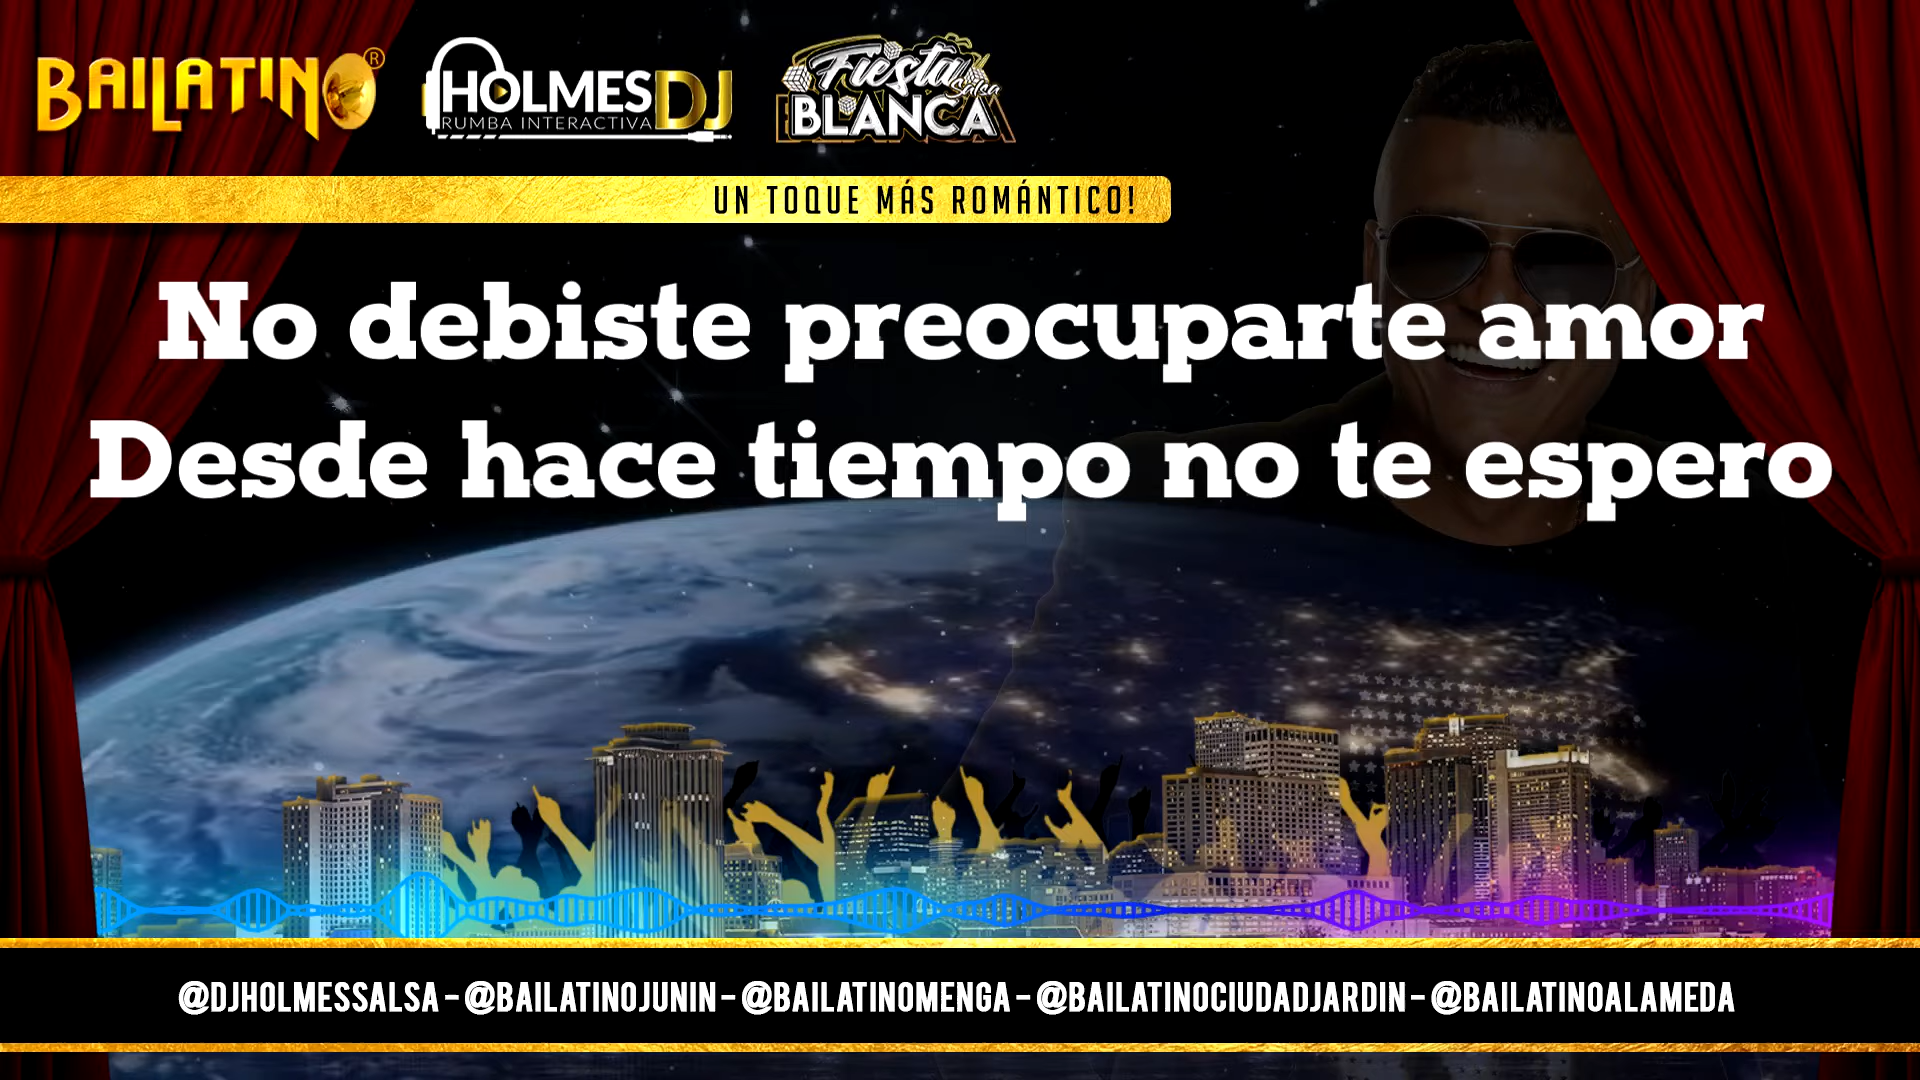 BAILATINO®
HOLMES DJ
RUMBA INTERACTIVA
Fiesta
Salsa
BLANCA
UN TOQUE MÁS ROMÁNTICO!
No debiste preocuparte amor
Desde hace tiempo no te espero
@DJHOLMESSALSA - @BAILATINOJUNIN - @BAILATINOMENGA - @BAILATINOCIUDADJARDIN - @BAILATINOALAMEDA